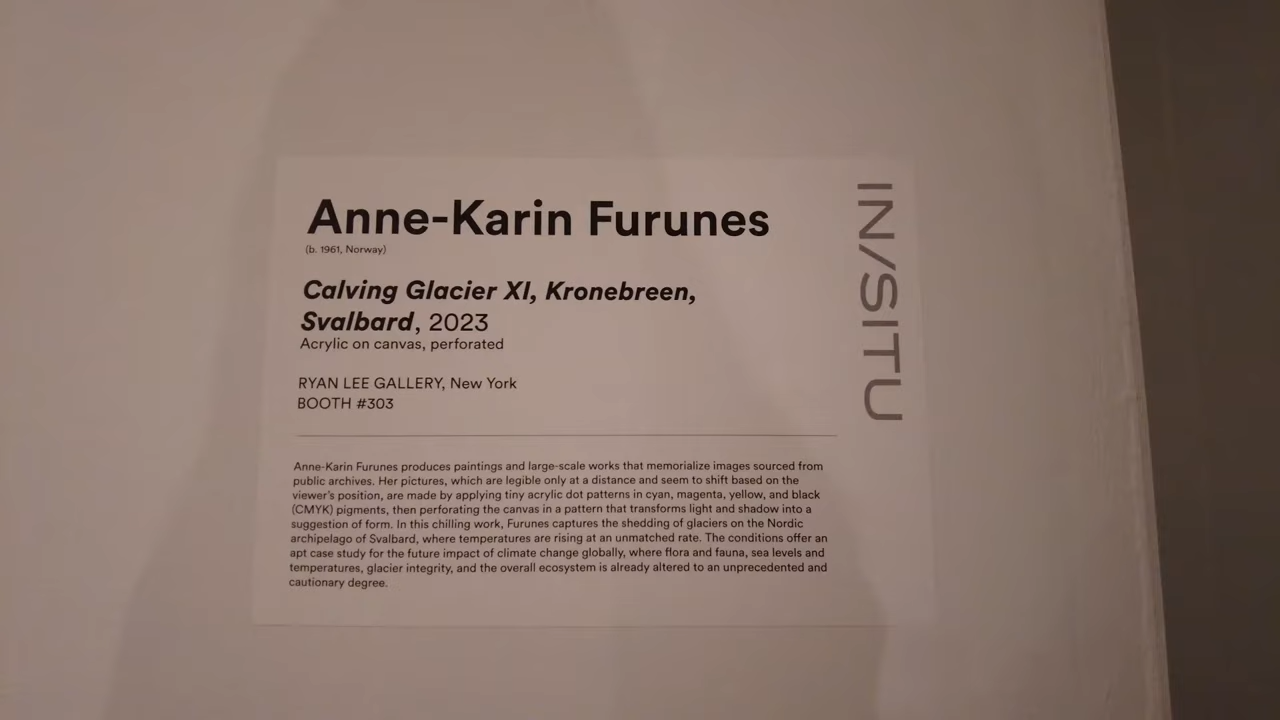 Anne-Karin Furunes
(b. 1961, Norway)
Calving Glacier XI, Kronebreen,
Svalbard, 2023
Acrylic on canvas, perforated
RYAN LEE GALLERY, New York
BOOTH #303
Anne-Karin Furunes produces paintings and large-scale works that memorialize images sourced from
public archives. Her pictures, which are legible only at a distance and seem to shift based on the
viewer's position, are made by applying tiny acrylic dot patterns in cyan, magenta, yellow, and black
(CMYK) pigments, then perforating the canvas in a pattern that transforms light and shadow into a
suggestion of form. In this chilling work, Furunes captures the shedding of glaciers on the Nordic
archipelago of Svalbard, where temperatures are rising at an unmatched rate. The conditions offer an
apt case study for the future impact of climate change globally, where flora and fauna, sea levels and
temperatures, glacier integrity, and the overall ecosystem is already altered to an unprecedented and
cautionary degree.
IN/SITU